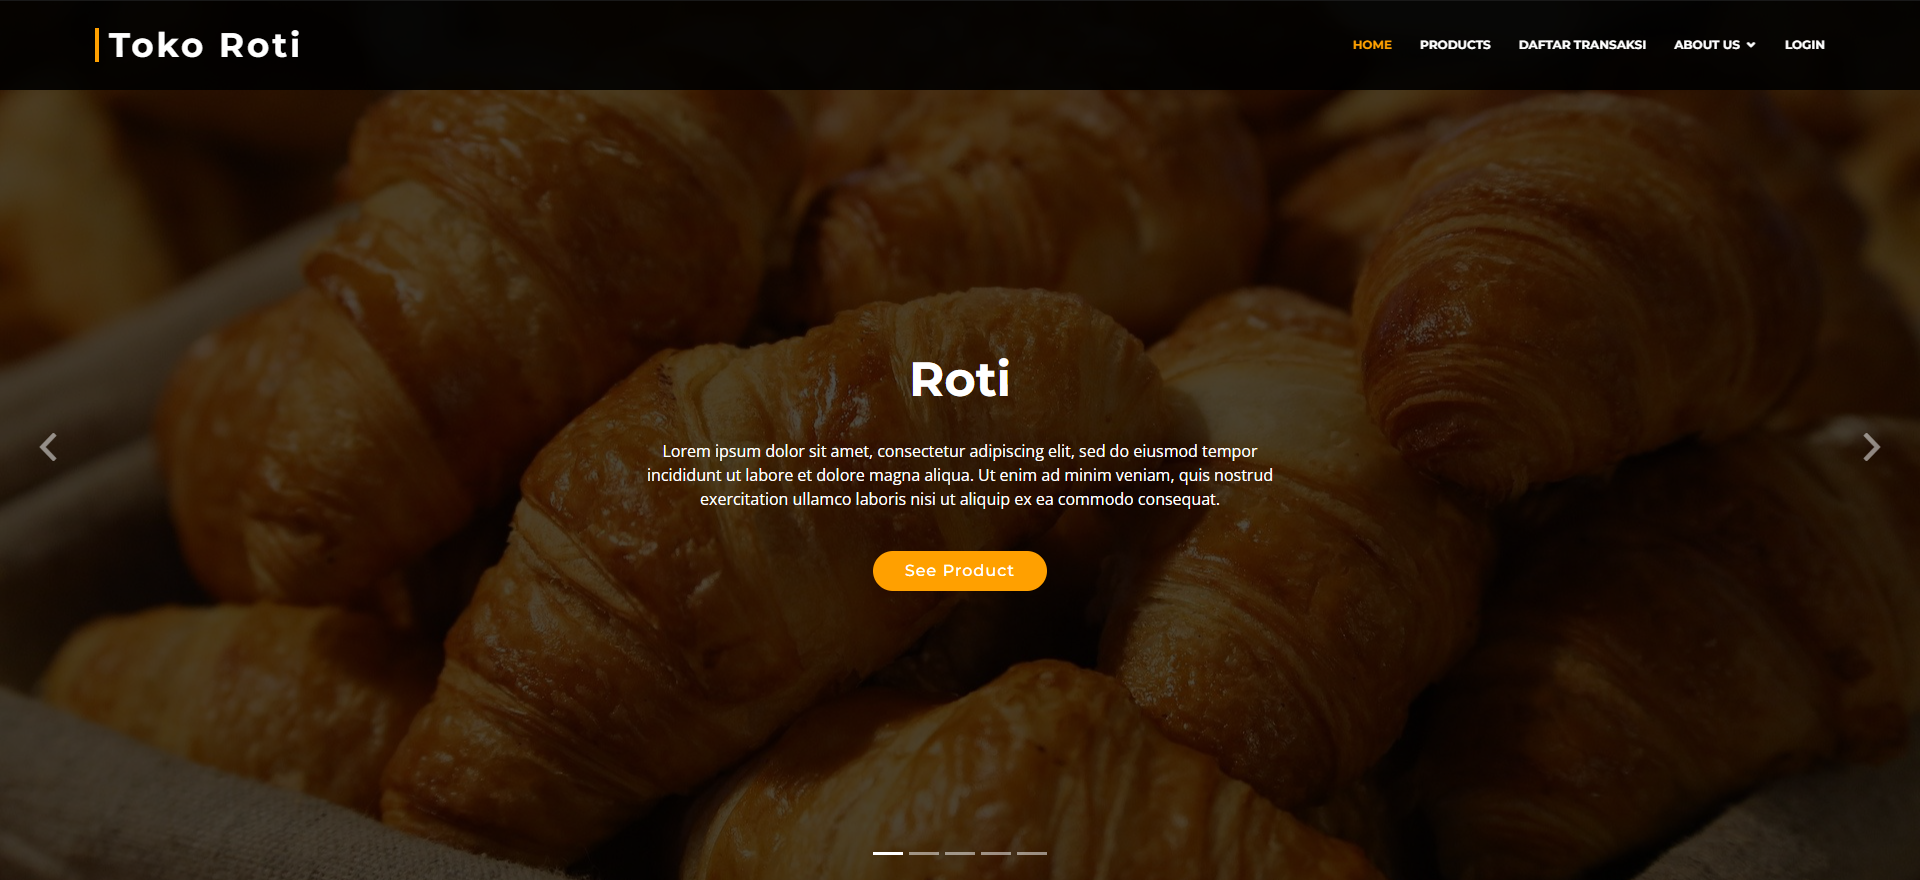 Toko Roti
HOME
PRODUCTS
DAFTAR TRANSAKSI
ABOUT US
LOGIN
Roti
Lorem ipsum dolor sit amet, consectetur adipiscing elit, sed do eiusmod tempor
incididunt ut labore et dolore magna aliqua. Ut enim ad minim veniam, quis nostrud
exercitation ullamco laboris nisi ut aliquip ex ea commodo consequat.
See Product